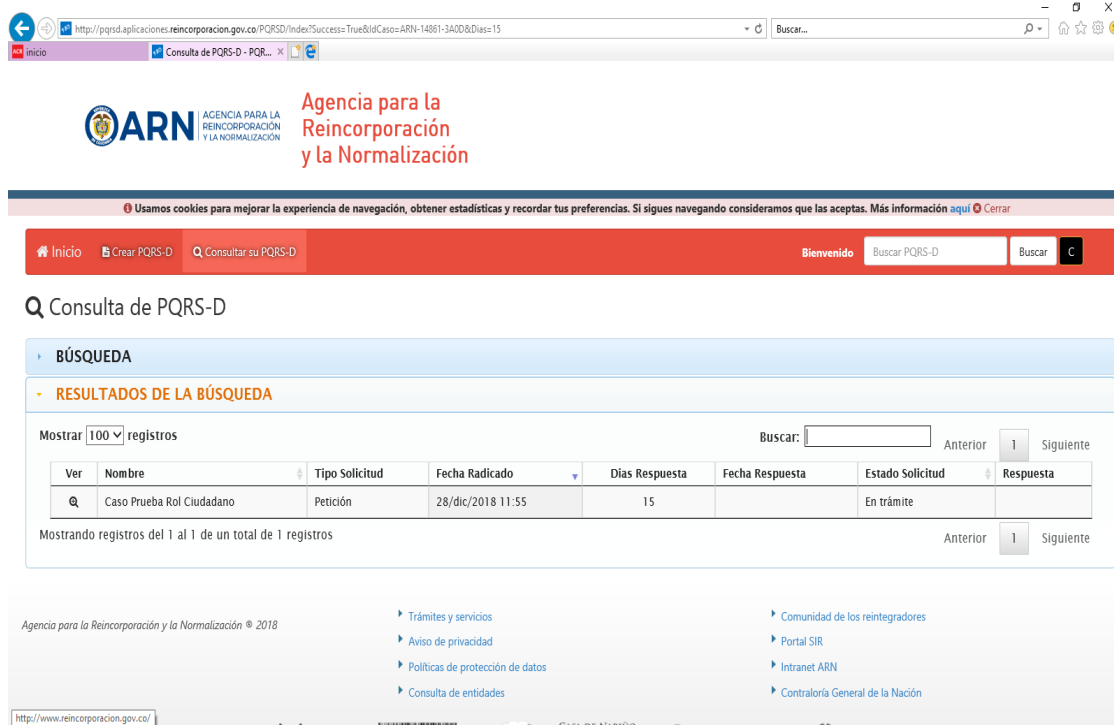 http://pqrsd.aplicaciones.reincorporacion.gov.co/PQRSD/Index?Success=True&IdCaso=ARN-14861-3A0D&Dias=15
Buscar...
ACR inicio
Consulta de PQRS-D - PQR...
ARN AGENCIA PARA LA
REINCORPORACIÓN
Y LA NORMALIZACIÓN
Agencia para la
Reincorporación
y la Normalización
Usamos cookies para mejorar la experiencia de navegación, obtener estadísticas y recordar tus preferencias. Si sigues navegando consideramos que las aceptas. Más información aquí Cerrar
Inicio Crear PQRS-D Consultar su PQRS-D Bienvenido Buscar PQRS-D Buscar C
Consulta de PQRS-D
BÚSQUEDA
RESULTADOS DE LA BÚSQUEDA
Mostrar 100 registros Buscar: Anterior 1 Siguiente
Ver Nombre Tipo Solicitud Fecha Radicado Dias Respuesta Fecha Respuesta Estado Solicitud Respuesta
Caso Prueba Rol Ciudadano Petición 28/dic/2018 11:55 15 En trámite
Mostrando registros del 1 al 1 de un total de 1 registros Anterior 1 Siguiente
Agencia para la Reincorporación y la Normalización ® 2018
Trámites y servicios
Aviso de privacidad
Políticas de protección de datos
Consulta de entidades
Comunidad de los reintegradores
Portal SIR
Intranet ARN
Contraloría General de la Nación
http://www.reincorporacion.gov.co/